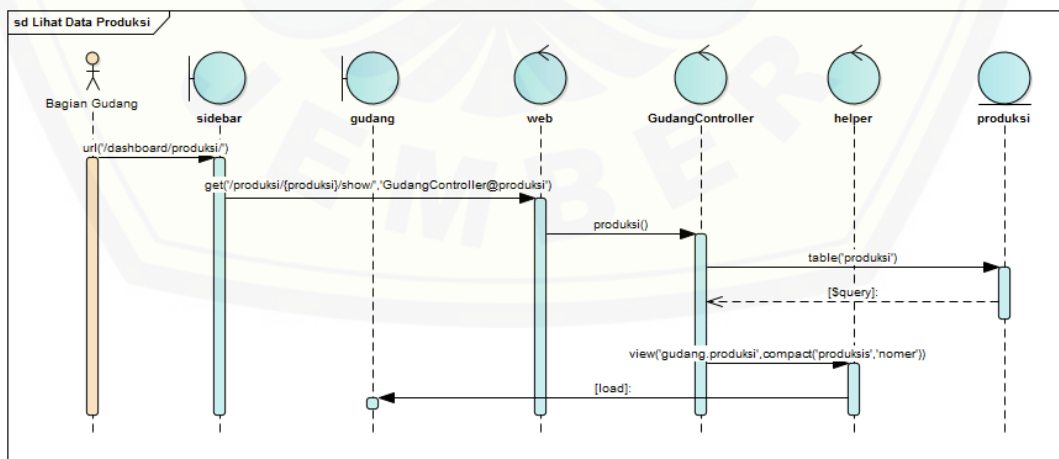 sd Lihat Data Produksi
Bagian Gudang
sidebar
gudang
web
GudangController
helper
produksi
url('/dashboard/produksi/')
get('/produksi/{produksi}/show/','GudangController@produksi')
produksi()
table('produksi')
[$query]:
view('gudang.produksi',compact('produksis','nomer'))
[load]:
JEMBER